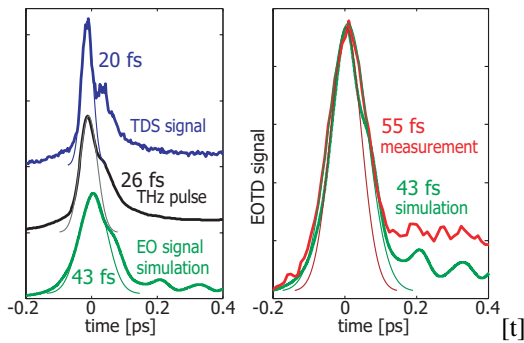 20 fs
TDS signal
26 fs
THz pulse
EO signal
simulation
43 fs
-0.2 0 0.2 0.4
time [ps]
EOTD signal
55 fs
measurement
43 fs
simulation
-0.2 0 0.2 0.4
time [ps]
[t]